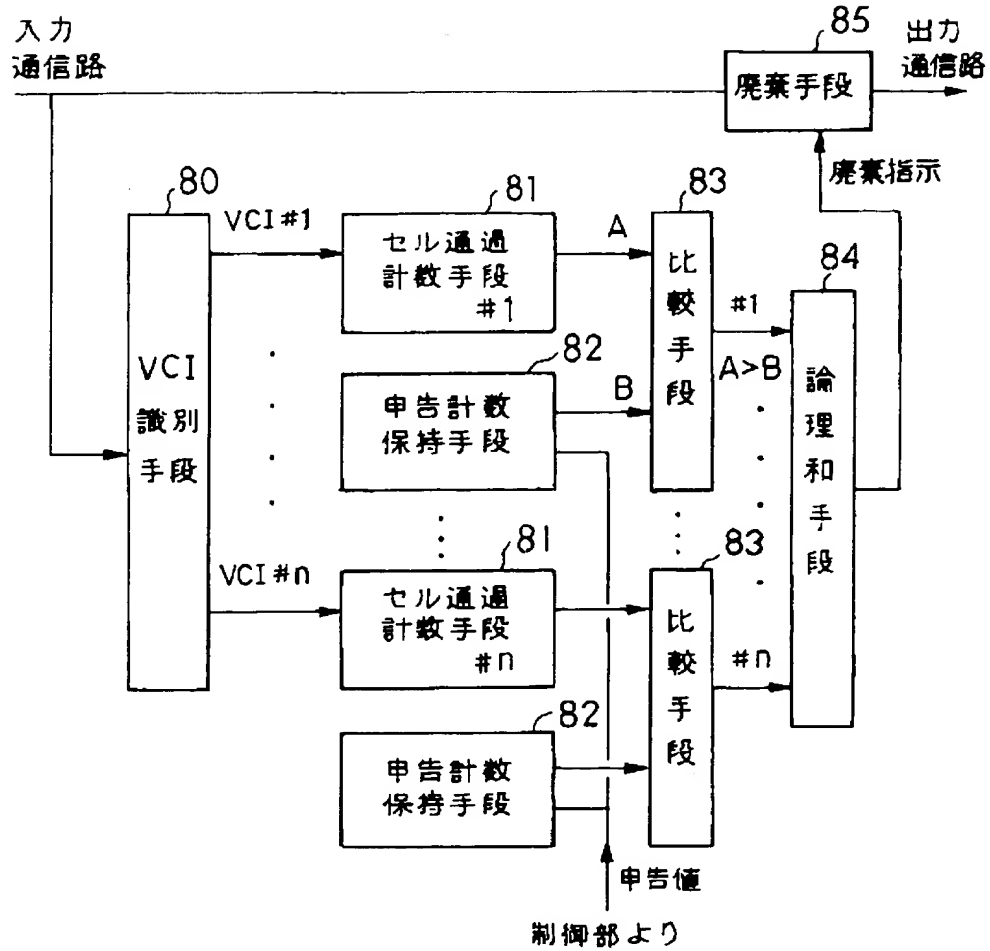 入力
通信路
85
出力
通信路
廃棄手段
廃棄指示
80
VCI#1
81
セル通過
計数手段
#1
A
83
比較手段
#1
A>B
84
論理和手段
VCI
識別
手段
82
申告計数
保持手段
B
VCI#n
81
セル通過
計数手段
#n
83
比較手段
#n
82
申告計数
保持手段
申告値
制御部より